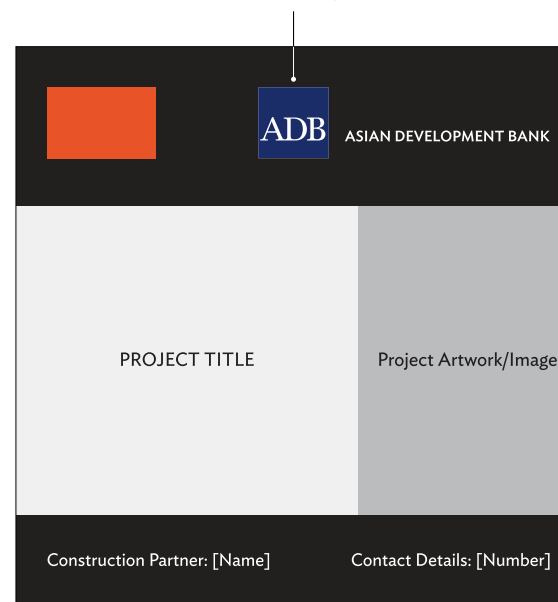 ADB
ASIAN DEVELOPMENT BANK
PROJECT TITLE
Project Artwork/Image
Construction Partner: [Name]
Contact Details: [Number]